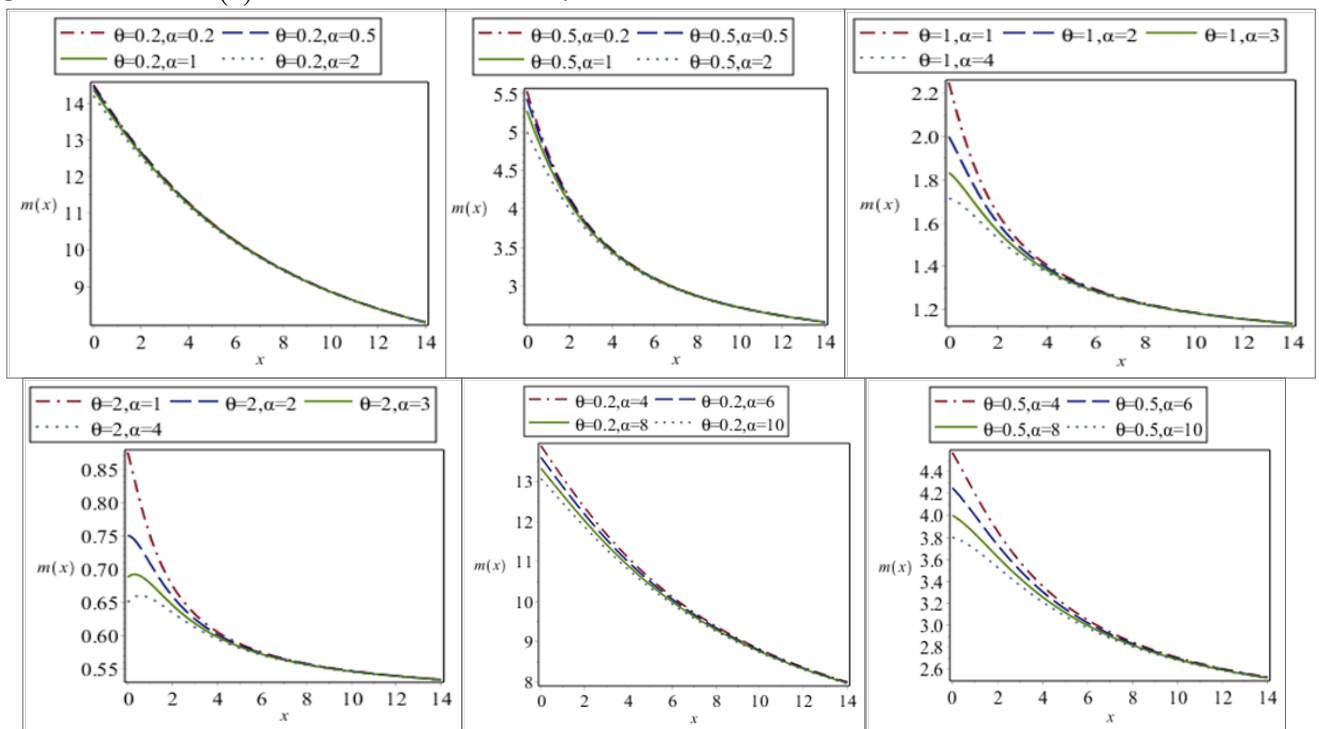 θ=0.2,α=0.2 θ=0.2,α=0.5
θ=0.2,α=1 θ=0.2,α=2
14
13
12
m(x)
11
10
9
0 2 4 6 8 10 12 14
x
θ=0.5,α=0.2 θ=0.5,α=0.5
θ=0.5,α=1 θ=0.5,α=2
5.5
5
4.5
m(x)
4
3.5
3
0 2 4 6 8 10 12 14
x
θ=1,α=1 θ=1,α=2 θ=1,α=3
θ=1,α=4
2.2
2.0
1.8
m(x)
1.6
1.4
1.2
0 2 4 6 8 10 12 14
x
θ=2,α=1 θ=2,α=2 θ=2,α=3
θ=2,α=4
0.85
0.80
0.75
0.70
m(x)
0.65
0.60
0.55
0 2 4 6 8 10 12 14
x
θ=0.2,α=4 θ=0.2,α=6
θ=0.2,α=8 θ=0.2,α=10
13
12
11
m(x)
10
9
8
0 2 4 6 8 10 12 14
x
θ=0.5,α=4 θ=0.5,α=6
θ=0.5,α=8 θ=0.5,α=10
4.4
4.2
4.0
3.8
3.6
m(x)
3.4
3.2
3.0
2.8
2.6
0 2 4 6 8 10 12 14
x